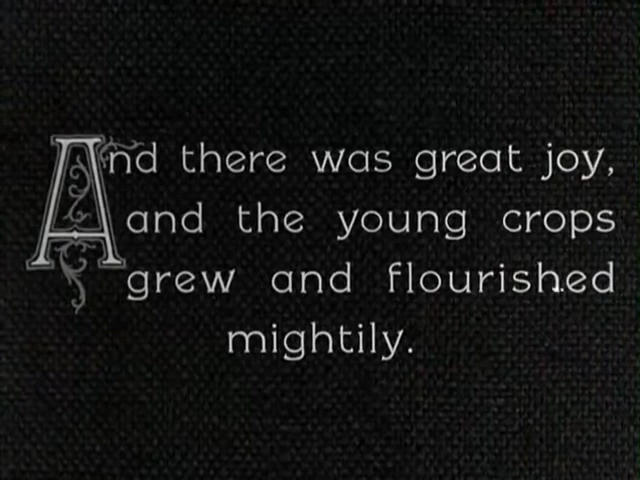 And there was great joy,
and the young crops
grew and flourished
mightily.